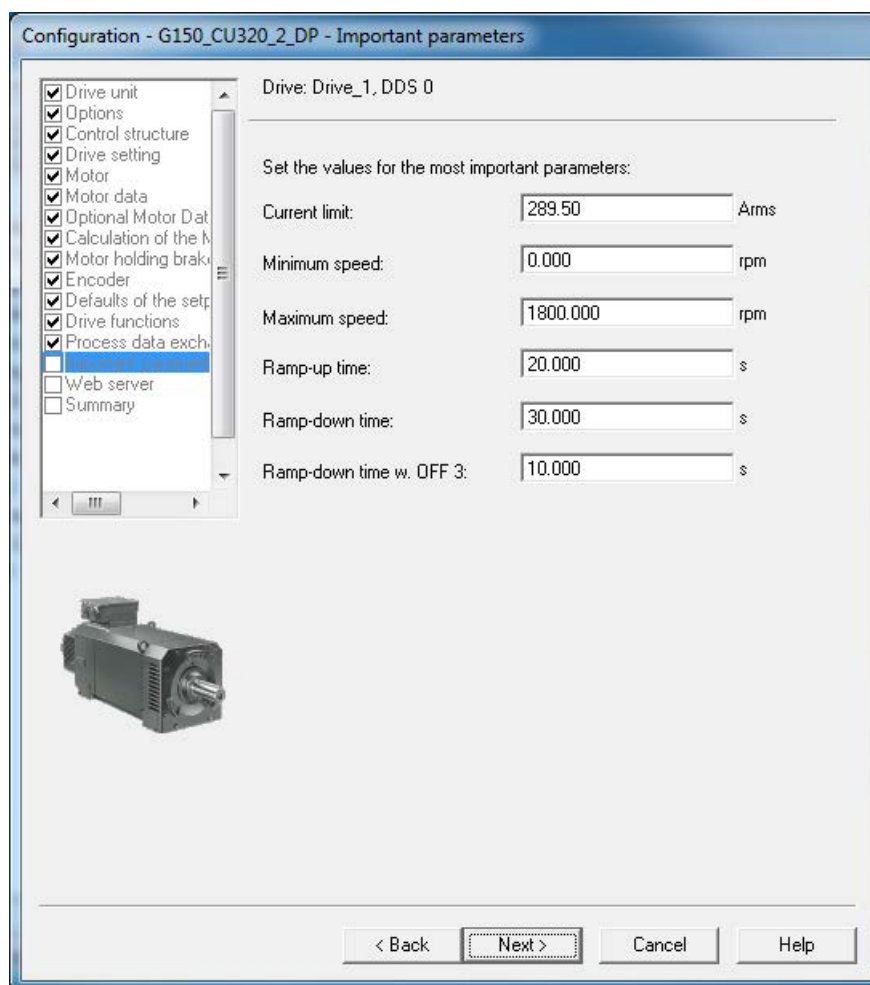 Configuration - G150_CU320_2_DP - Important parameters
Drive unit
Options
Control structure
Drive setting
Motor
Motor data
Optional Motor Dat
Calculation of the M
Motor holding brak
Encoder
Defaults of the setp
Drive functions
Process data exch
Web server
Summary
Drive: Drive_1, DDS 0
Set the values for the most important parameters:
Current limit: 289.50 Arms
Minimum speed: 0.000 rpm
Maximum speed: 1800.000 rpm
Ramp-up time: 20.000 s
Ramp-down time: 30.000 s
Ramp-down time w. OFF 3: 10.000 s
< Back Next > Cancel Help